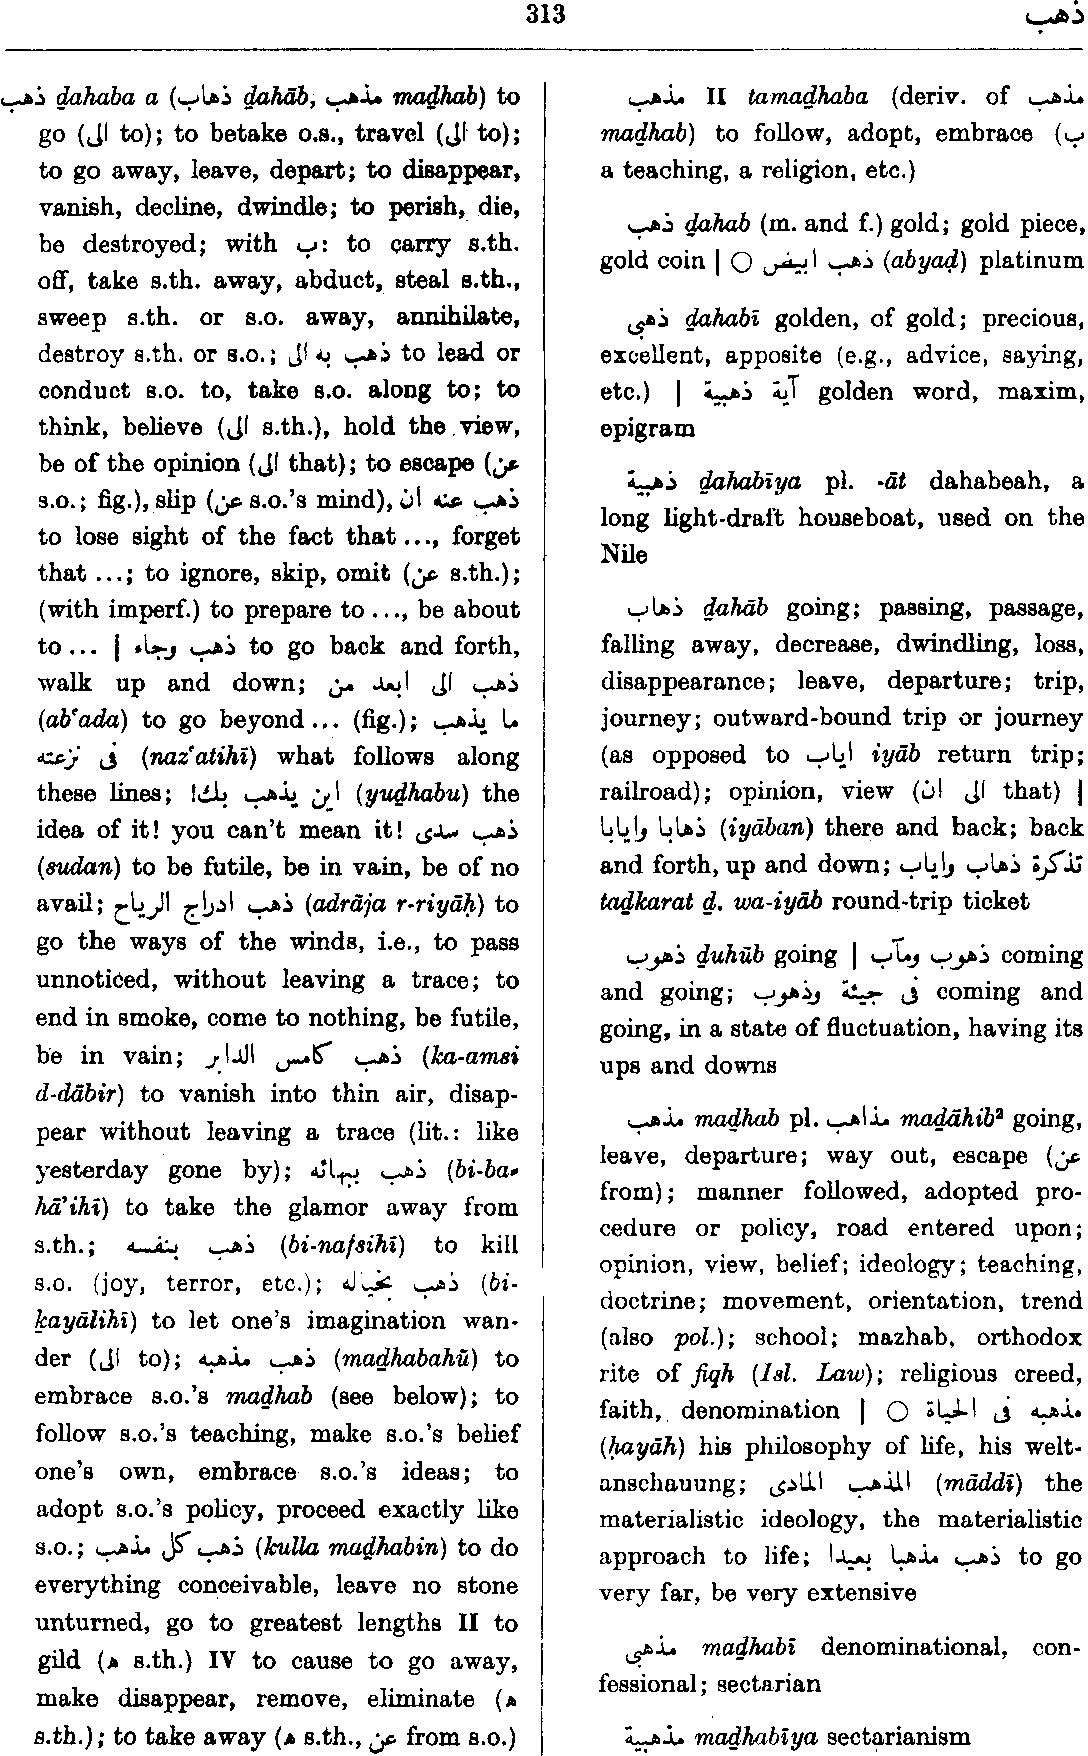 313 ذهب
ذهب ḏahaba a (ذهاب ḏahāb, مذهب maḏhab) to
go (الى to); to betake o.s., travel (الى to);
to go away, leave, depart; to disappear,
vanish, decline, dwindle; to perish, die,
be destroyed; with ب: to carry s.th.
off, take s.th. away, abduct, steal s.th.,
sweep s.th. or s.o. away, annihilate,
destroy s.th. or s.o.; ذهب به الى to lead or
conduct s.o. to, take s.o. along to; to
think, believe (الى s.th.), hold the view,
be of the opinion (الى that); to escape (عن
s.o.; fig.), slip (عن s.o.'s mind), ذهب عنه ان
to lose sight of the fact that ..., forget
that ...; to ignore, skip, omit (عن s.th.);
(with imperf.) to prepare to ..., be about
to ... | ذهب وجاء to go back and forth,
walk up and down; ذهب الى ابعد من
(abʿada) to go beyond ... (fig.); ما يذهب
فى نزعته (nazʿatihī) what follows along
these lines; اين يذهب بك! (yuḏhabu) the
idea of it! you can't mean it! ذهب سدى
(sudan) to be futile, be in vain, be of no
avail; ذهب ادراج الرياح (adrāja r-riyāḥ) to
go the ways of the winds, i.e., to pass
unnoticed, without leaving a trace; to
end in smoke, come to nothing, be futile,
be in vain; ذهب كامس الدابر (ka-amsi
d-dābir) to vanish into thin air, disap-
pear without leaving a trace (lit.: like
yesterday gone by); ذهب ببهائه (bi-ba-
hā'ihī) to take the glamor away from
s.th.; ذهب بنفسه (bi-nafsihī) to kill
s.o. (joy, terror, etc.); ذهب بخياله (bi-
ḵayālihī) to let one's imagination wan-
der (الى to); ذهب مذهبه (maḏhabahū) to
embrace s.o.'s maḏhab (see below); to
follow s.o.'s teaching, make s.o.'s belief
one's own, embrace s.o.'s ideas; to
adopt s.o.'s policy, proceed exactly like
s.o.; ذهب كل مذهب (kulla maḏhabin) to do
everything conceivable, leave no stone
unturned, go to greatest lengths II to
gild (ه s.th.) IV to cause to go away,
make disappear, remove, eliminate (ه
s.th.); to take away (ه s.th., عن from s.o.)
مذهب II tamaḏhaba (deriv. of مذهب
maḏhab) to follow, adopt, embrace (ب
a teaching, a religion, etc.)
ذهب ḏahab (m. and f.) gold; gold piece,
gold coin | ○ ذهب ابيض (abyaḍ) platinum
ذهبى ḏahabī golden, of gold; precious,
excellent, apposite (e.g., advice, saying,
etc.) | آية ذهبية golden word, maxim,
epigram
ذهبية ḏahabīya pl. -āt dahabeah, a
long light-draft houseboat, used on the
Nile
ذهاب ḏahāb going; passing, passage,
falling away, decrease, dwindling, loss,
disappearance; leave, departure; trip,
journey; outward-bound trip or journey
(as opposed to اياب iyāb return trip;
railroad); opinion, view (الى ان that) |
ذهابا وايابا (iyāban) there and back; back
and forth, up and down; تذكرة ذهاب واياب
taḏkarat ḏ. wa-iyāb round-trip ticket
ذهوب ḏuhūb going | ذهوب ومآب coming
and going; فى جيئة وذهوب coming and
going, in a state of fluctuation, having its
ups and downs
مذهب maḏhab pl. مذاهب maḏāhib² going,
leave, departure; way out, escape (عن
from); manner followed, adopted pro-
cedure or policy, road entered upon;
opinion, view, belief; ideology; teaching,
doctrine; movement, orientation, trend
(also pol.); school; mazhab, orthodox
rite of fiqh (Isl. Law); religious creed,
faith, denomination | ○ مذهبه فى الحياة
(ḥayāh) his philosophy of life, his welt-
anschauung; المذهب المادى (māddī) the
materialistic ideology, the materialistic
approach to life; ذهب مذهبا بعيدا to go
very far, be very extensive
مذهبى maḏhabī denominational, con-
fessional; sectarian
مذهبية maḏhabīya sectarianism